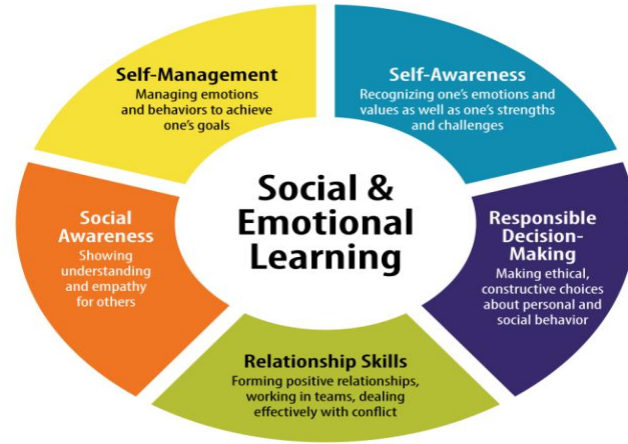 Self-Management
Managing emotions
and behaviors to achieve
one's goals
Self-Awareness
Recognizing one's emotions and
values as well as one's strengths
and challenges
Social &
Emotional
Learning
Social
Awareness
Showing
understanding
and empathy
for others
Responsible
Decision-
Making
Making ethical,
constructive choices
about personal and
social behavior
Relationship Skills
Forming positive relationships,
working in teams, dealing
effectively with conflict